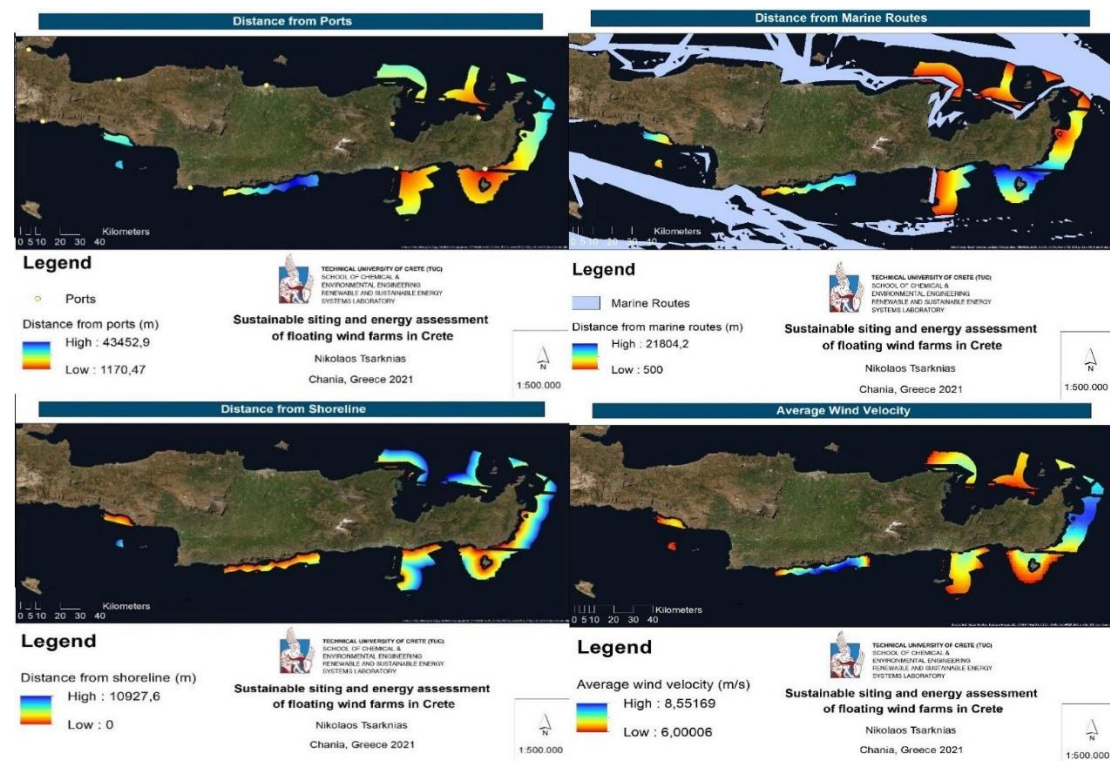 Distance from Ports
0 5 10 20 30 40
Kilometers
Legend
Ports
Distance from ports (m)
High : 43452,9
Low : 1170,47
TECHNICAL UNIVERSITY OF CRETE (TUC)
SCHOOL OF CHEMICAL &
ENVIRONMENTAL ENGINEERING
RENEWABLE AND SUSTAINABLE ENERGY
SYSTEMS LABORATORY
Sustainable siting and energy assessment
of floating wind farms in Crete
Nikolaos Tsarknias
Chania, Greece 2021
N
1:500.000
Distance from Marine Routes
0 5 10 20 30 40
Kilometers
Legend
Marine Routes
Distance from marine routes (m)
High : 21804,2
Low : 500
TECHNICAL UNIVERSITY OF CRETE (TUC)
SCHOOL OF CHEMICAL &
ENVIRONMENTAL ENGINEERING
RENEWABLE AND SUSTAINABLE ENERGY
SYSTEMS LABORATORY
Sustainable siting and energy assessment
of floating wind farms in Crete
Nikolaos Tsarknias
Chania, Greece 2021
N
1:500.000
Distance from Shoreline
0 5 10 20 30 40
Kilometers
Legend
Distance from shoreline (m)
High : 10927,6
Low : 0
TECHNICAL UNIVERSITY OF CRETE (TUC)
SCHOOL OF CHEMICAL &
ENVIRONMENTAL ENGINEERING
RENEWABLE AND SUSTAINABLE ENERGY
SYSTEMS LABORATORY
Sustainable siting and energy assessment
of floating wind farms in Crete
Nikolaos Tsarknias
Chania, Greece 2021
N
1:500.000
Average Wind Velocity
0 5 10 20 30 40
Kilometers
Legend
Average wind velocity (m/s)
High : 8,55169
Low : 6,00006
TECHNICAL UNIVERSITY OF CRETE (TUC)
SCHOOL OF CHEMICAL &
ENVIRONMENTAL ENGINEERING
RENEWABLE AND SUSTAINABLE ENERGY
SYSTEMS LABORATORY
Sustainable siting and energy assessment
of floating wind farms in Crete
Nikolaos Tsarknias
Chania, Greece 2021
N
1:500.000